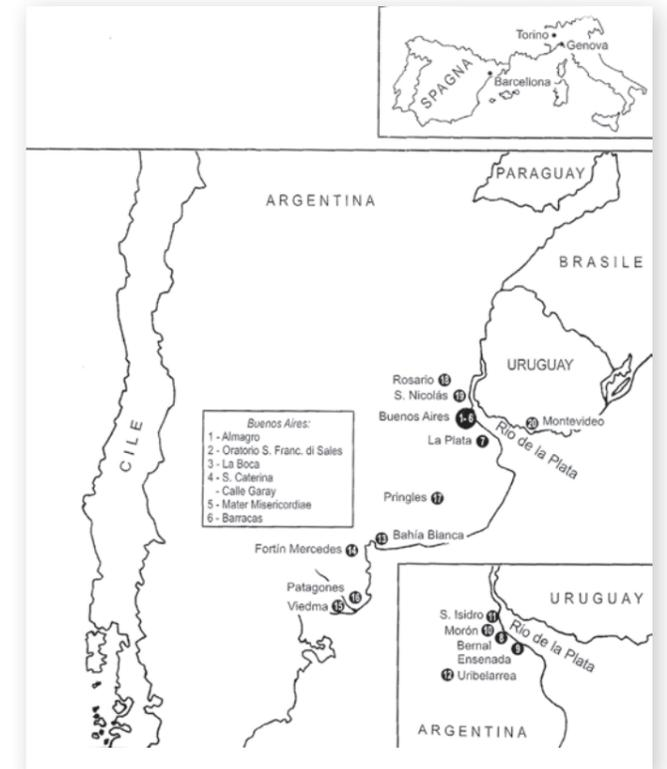 Torino
Genova
Barcellona
SPAGNA
PARAGUAY
ARGENTINA
BRASILE
URUGUAY
Rosario 18
S. Nicolás 19
Buenos Aires 1-6
20 Montevideo
La Plata 7
Río de la Plata
CILE
Buenos Aires:
1 - Almagro
2 - Oratorio S. Franc. di Sales
3 - La Boca
4 - S. Caterina
- Calle Garay
5 - Mater Misericordiae
6 - Barracas
Pringles 17
13 Bahía Blanca
Fortín Mercedes 14
Patagones 16
Viedma 15
URUGUAY
S. Isidro 11
Morón 10
Bernal 8
Ensenada 9
Río de la Plata
12 Uribelarrea
ARGENTINA